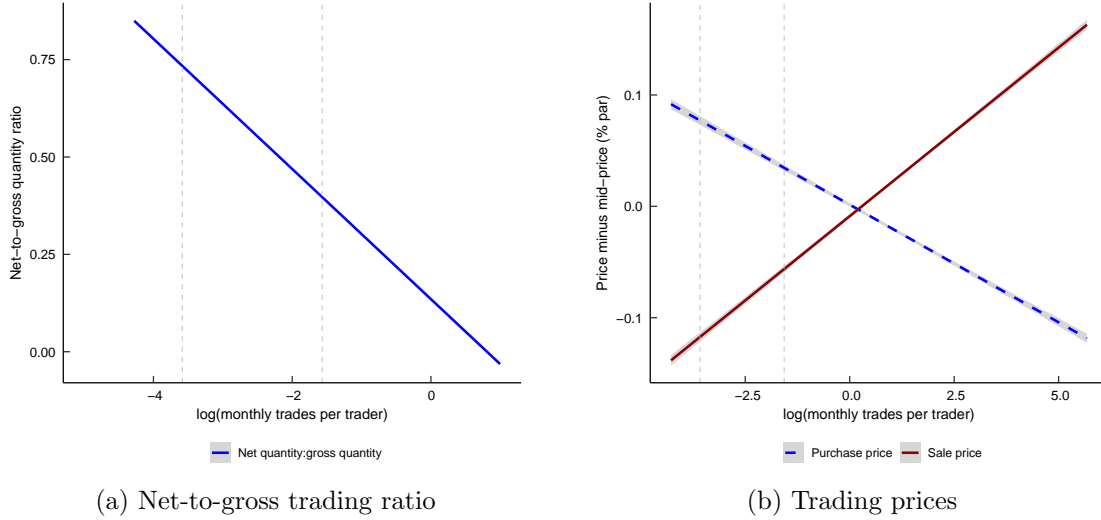 Net−to−gross quantity ratio
0.75
0.50
0.25
0.00
−4
−2
0
log(monthly trades per trader)
Net quantity:gross quantity
(a) Net-to-gross trading ratio
Price minus mid−price (% par)
0.1
0.0
−0.1
−2.5
0.0
2.5
5.0
log(monthly trades per trader)
Purchase price
Sale price
(b) Trading prices